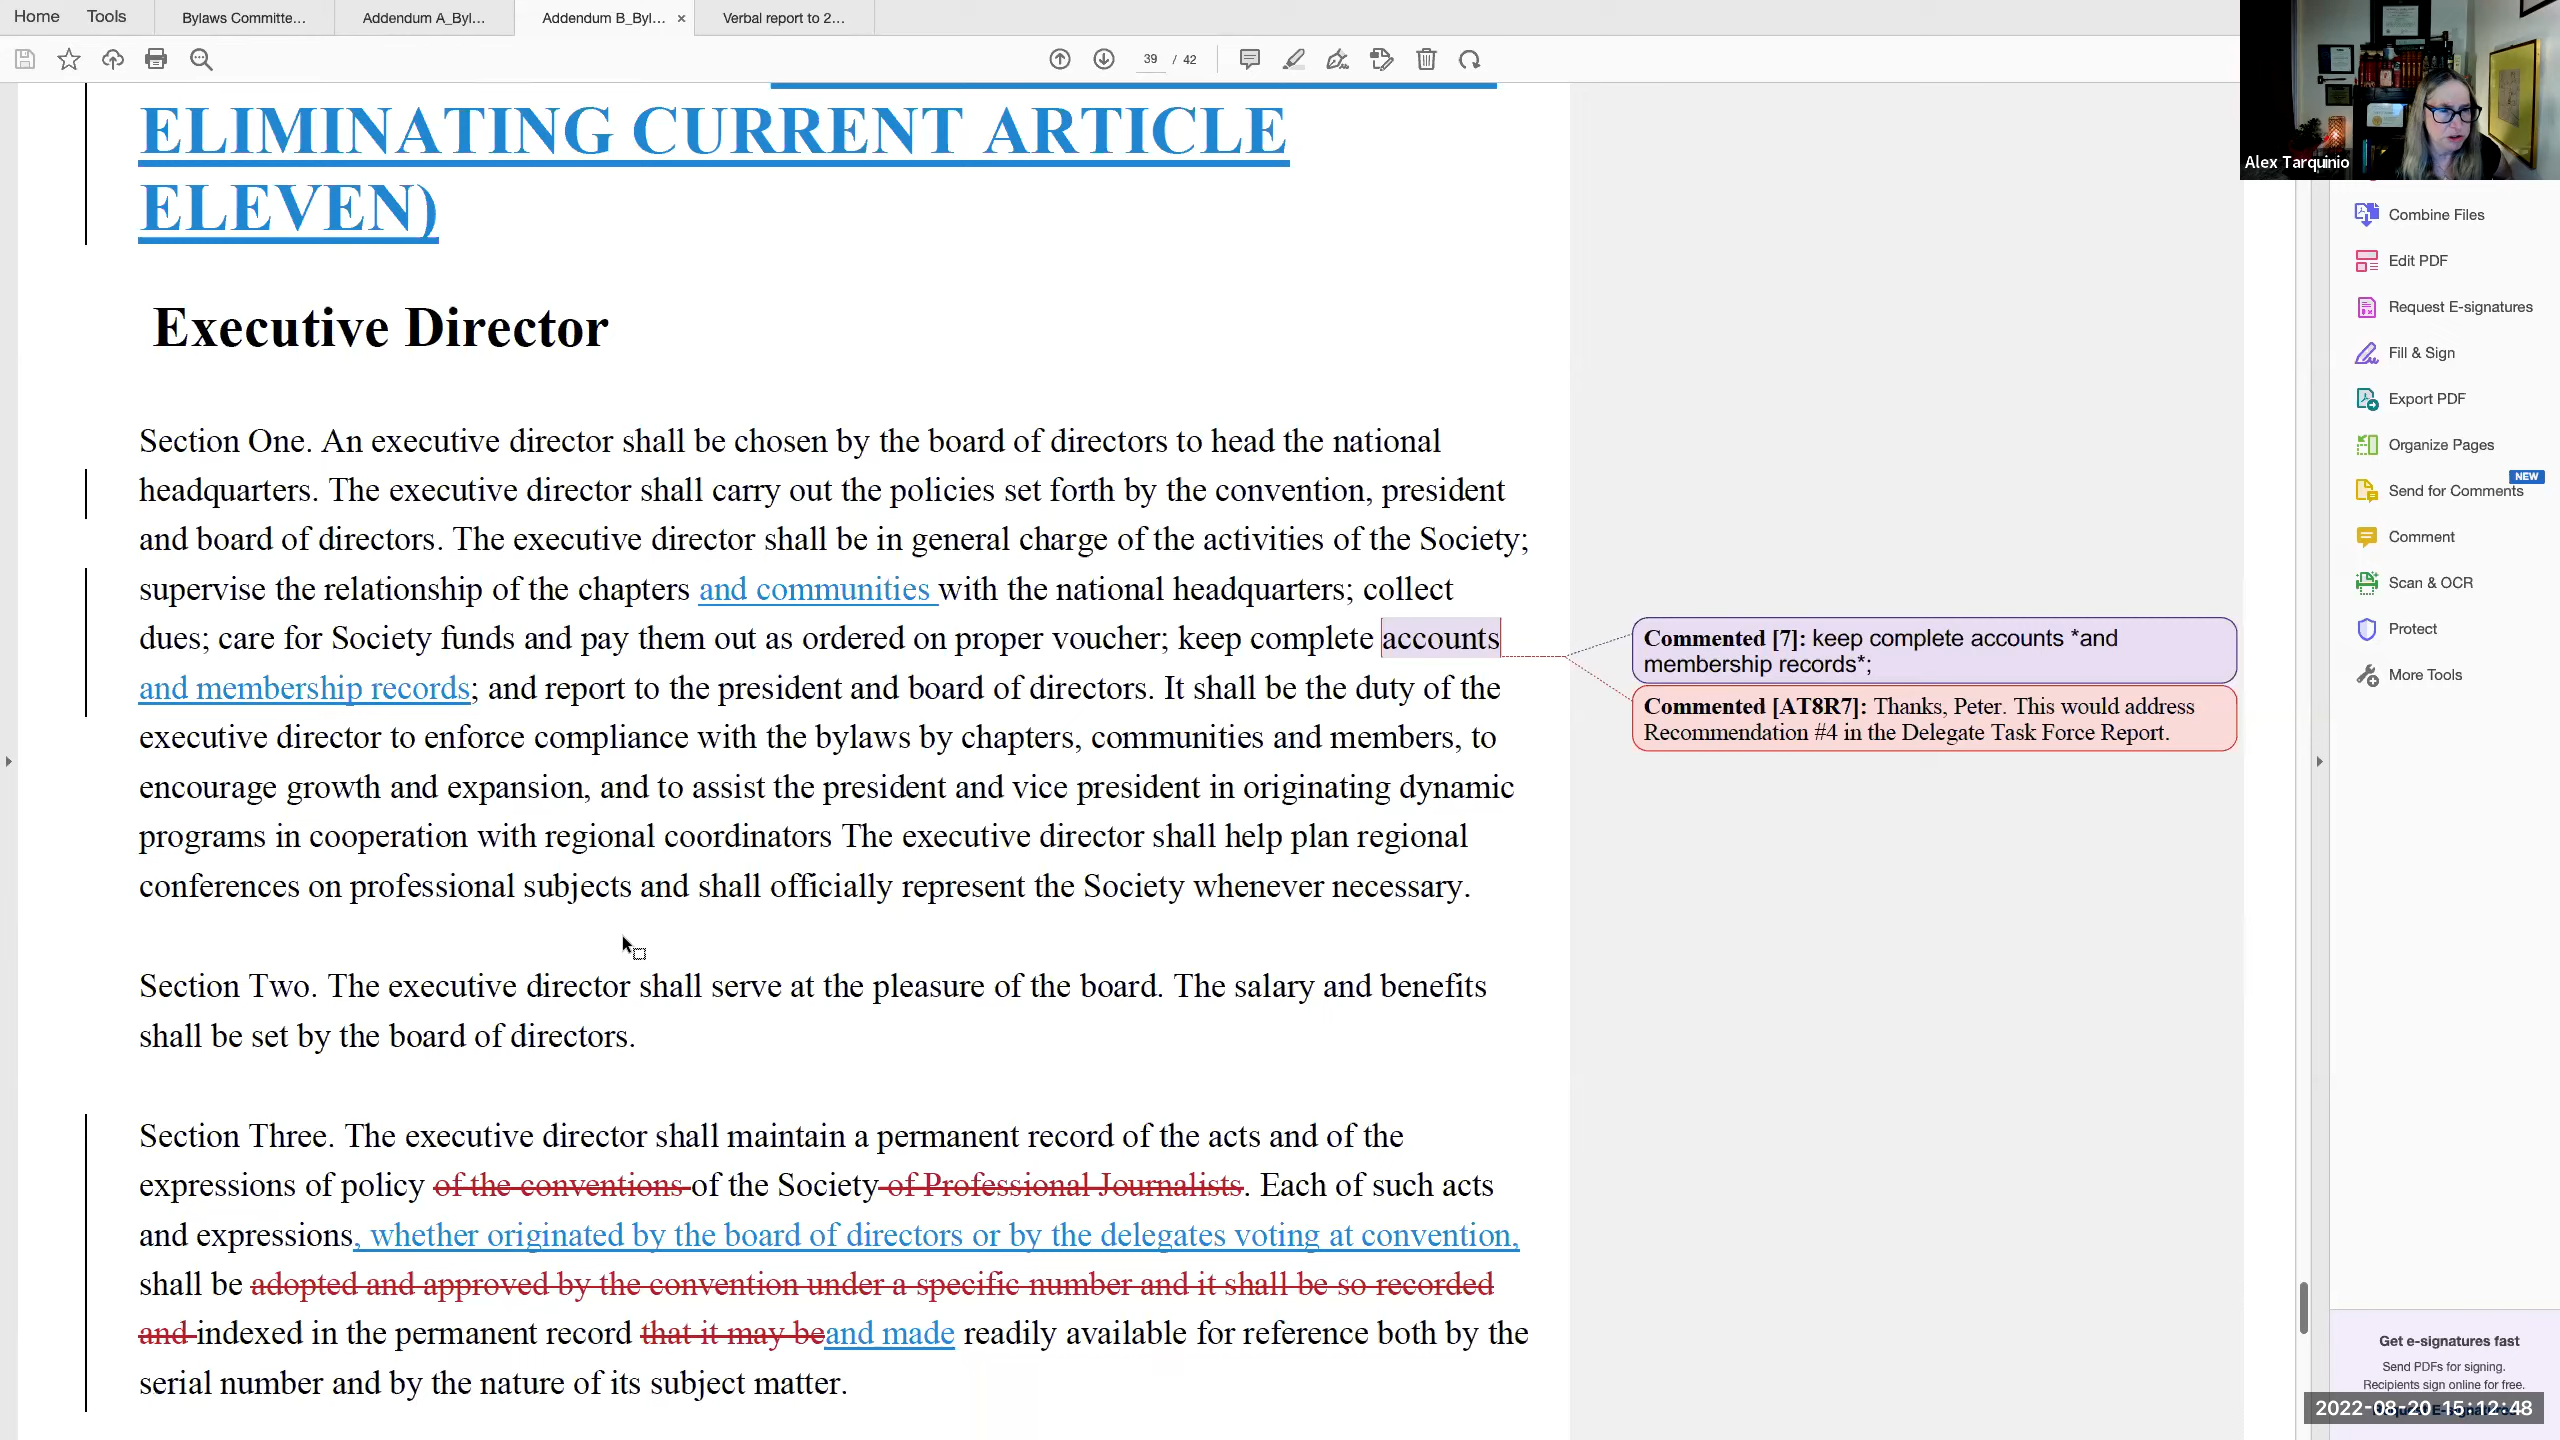 Home
Tools
Bylaws Committe...
Addendum A_Byl...
Addendum B_Byl...
Verbal report to 2...
39 / 42
ELIMINATING CURRENT ARTICLE
ELEVEN)
Executive Director
Section One. An executive director shall be chosen by the board of directors to head the national
headquarters. The executive director shall carry out the policies set forth by the convention, president
and board of directors. The executive director shall be in general charge of the activities of the Society;
supervise the relationship of the chapters and communities with the national headquarters; collect
dues; care for Society funds and pay them out as ordered on proper voucher; keep complete accounts
and membership records; and report to the president and board of directors. It shall be the duty of the
executive director to enforce compliance with the bylaws by chapters, communities and members, to
encourage growth and expansion, and to assist the president and vice president in originating dynamic
programs in cooperation with regional coordinators The executive director shall help plan regional
conferences on professional subjects and shall officially represent the Society whenever necessary.
Section Two. The executive director shall serve at the pleasure of the board. The salary and benefits
shall be set by the board of directors.
Section Three. The executive director shall maintain a permanent record of the acts and of the
expressions of policy of the conventions of the Society of Professional Journalists. Each of such acts
and expressions, whether originated by the board of directors or by the delegates voting at convention,
shall be adopted and approved by the convention under a specific number and it shall be so recorded
and indexed in the permanent record that it may beand made readily available for reference both by the
serial number and by the nature of its subject matter.
Commented [7]: keep complete accounts *and
membership records*;
Commented [AT8R7]: Thanks, Peter. This would address
Recommendation #4 in the Delegate Task Force Report.
Alex Tarquinio
Combine Files
Edit PDF
Request E-signatures
Fill & Sign
Export PDF
Organize Pages
NEW
Send for Comments
Comment
Scan & OCR
Protect
More Tools
Get e-signatures fast
Send PDFs for signing.
Recipients sign online for free.
2022-08-20 15:12:48